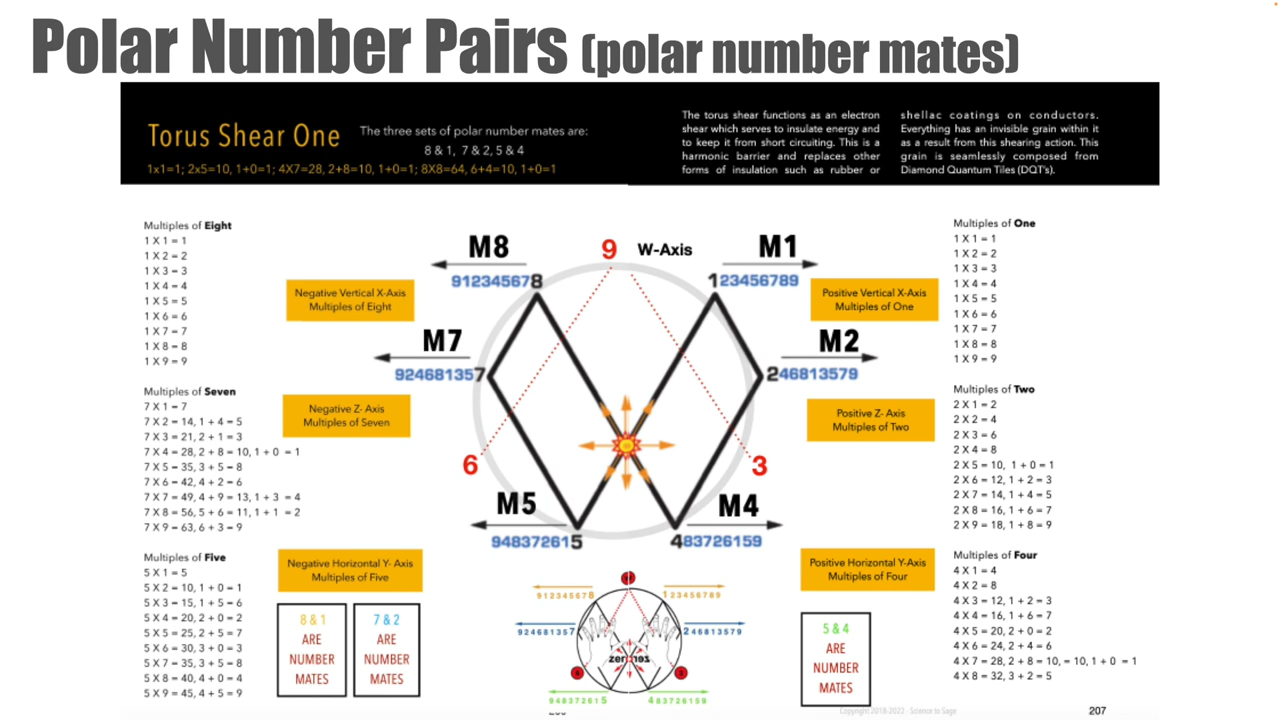 Polar Number Pairs (polar number mates)
Torus Shear One
The three sets of polar number mates are:
8 & 1, 7 & 2, 5 & 4
1x1=1; 2x5=10, 1+0=1; 4X7=28, 2+8=10, 1+0=1; 8X8=64, 6+4=10, 1+0=1
The torus shear functions as an electron
shear which serves to insulate energy and
to keep it from short circuiting. This is a
harmonic barrier and replaces other
forms of insulation such as rubber or
shellac coatings on conductors.
Everything has an invisible grain within it
as a result from this shearing action. This
grain is seamlessly composed from
Diamond Quantum Tiles (DQT's).
Multiples of Eight
1 X 1 = 1
1 X 2 = 2
1 X 3 = 3
1 X 4 = 4
1 X 5 = 5
1 X 6 = 6
1 X 7 = 7
1 X 8 = 8
1 X 9 = 9
Multiples of Seven
7 X 1 = 7
7 X 2 = 14, 1 + 4 = 5
7 X 3 = 21, 2 + 1 = 3
7 X 4 = 28, 2 + 8 = 10, 1 + 0 = 1
7 X 5 = 35, 3 + 5 = 8
7 X 6 = 42, 4 + 2 = 6
7 X 7 = 49, 4 + 9 = 13, 1 + 3 = 4
7 X 8 = 56, 5 + 6 = 11, 1 + 1 = 2
7 X 9 = 63, 6 + 3 = 9
Multiples of Five
5 X 1 = 5
5 X 2 = 10, 1 + 0 = 1
5 X 3 = 15, 1 + 5 = 6
5 X 4 = 20, 2 + 0 = 2
5 X 5 = 25, 2 + 5 = 7
5 X 6 = 30, 3 + 0 = 3
5 X 7 = 35, 3 + 5 = 8
5 X 8 = 40, 4 + 0 = 4
5 X 9 = 45, 4 + 5 = 9
Negative Vertical X-Axis
Multiples of Eight
Negative Z- Axis
Multiples of Seven
Negative Horizontal Y- Axis
Multiples of Five
8 & 1
ARE
NUMBER
MATES
7 & 2
ARE
NUMBER
MATES
M8
9 W-Axis
M1
912345678
123456789
M7
M2
924681357
246813579
6
3
M5
M4
948372615
483726159
912345678
123456789
924681357
246813579
948372615
483726159
Positive Vertical X-Axis
Multiples of One
Positive Z- Axis
Multiples of Two
Positive Horizontal Y-Axis
Multiples of Four
5 & 4
ARE
NUMBER
MATES
Multiples of One
1 X 1 = 1
1 X 2 = 2
1 X 3 = 3
1 X 4 = 4
1 X 5 = 5
1 X 6 = 6
1 X 7 = 7
1 X 8 = 8
1 X 9 = 9
Multiples of Two
2 X 1 = 2
2 X 2 = 4
2 X 3 = 6
2 X 4 = 8
2 X 5 = 10, 1 + 0 = 1
2 X 6 = 12, 1 + 2 = 3
2 X 7 = 14, 1 + 4 = 5
2 X 8 = 16, 1 + 6 = 7
2 X 9 = 18, 1 + 8 = 9
Multiples of Four
4 X 1 = 4
4 X 2 = 8
4 X 3 = 12, 1 + 2 = 3
4 X 4 = 16, 1 + 6 = 7
4 X 5 = 20, 2 + 0 = 2
4 X 6 = 24, 2 + 4 = 6
4 X 7 = 28, 2 + 8 = 10, = 10, 1 + 0 = 1
4 X 8 = 32, 3 + 2 = 5
Copyright 2018-2022 - Science to Sage
207